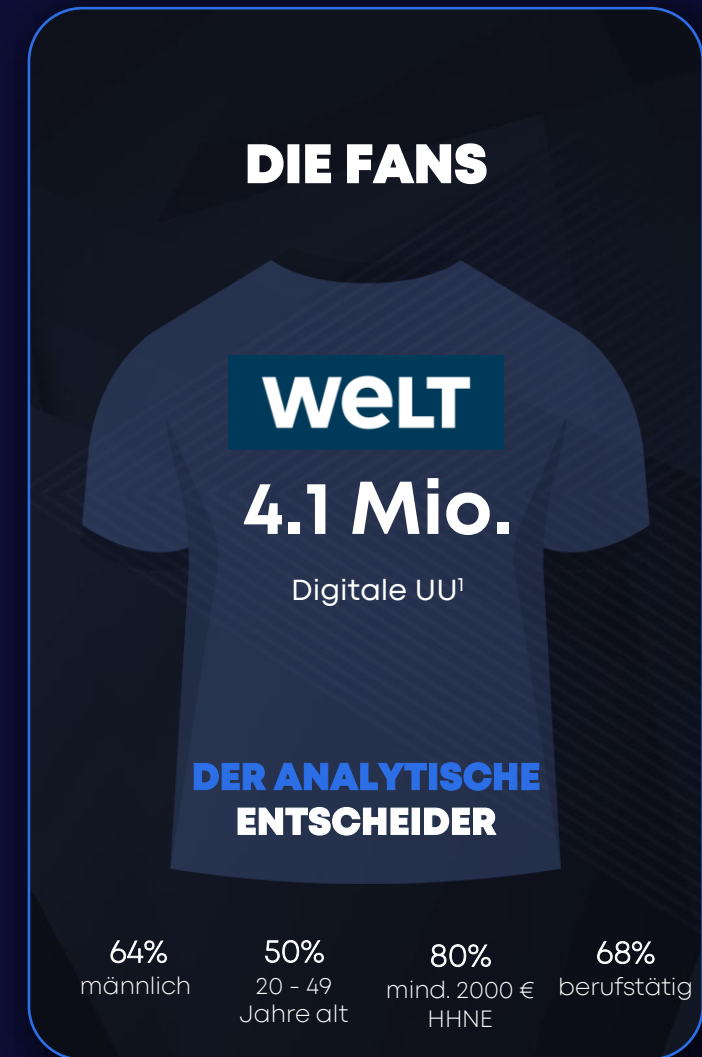 DIE FANS
WELT
4.1 Mio.
Digitale UU¹
DER ANALYTISCHE
ENTSCHEIDER
64%
männlich
50%
20 - 49
Jahre alt
80%
mind. 2000 €
HHNE
68%
berufstätig